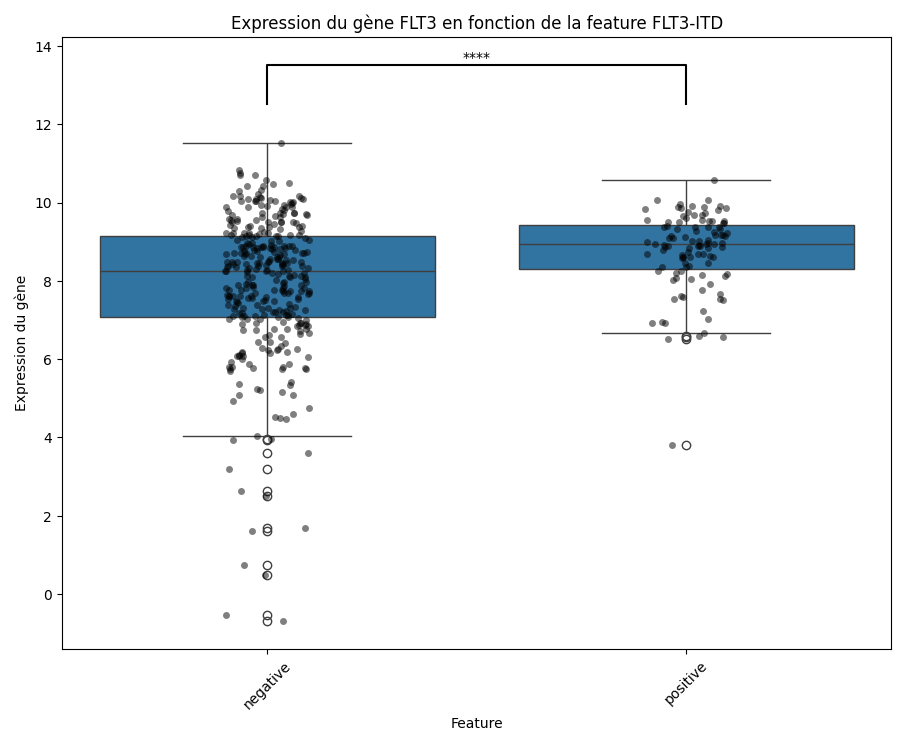 Expression du gène FLT3 en fonction de la feature FLT3-ITD
14
****
12
10
8
6
4
2
0
Expression du gène
negative
positive
Feature